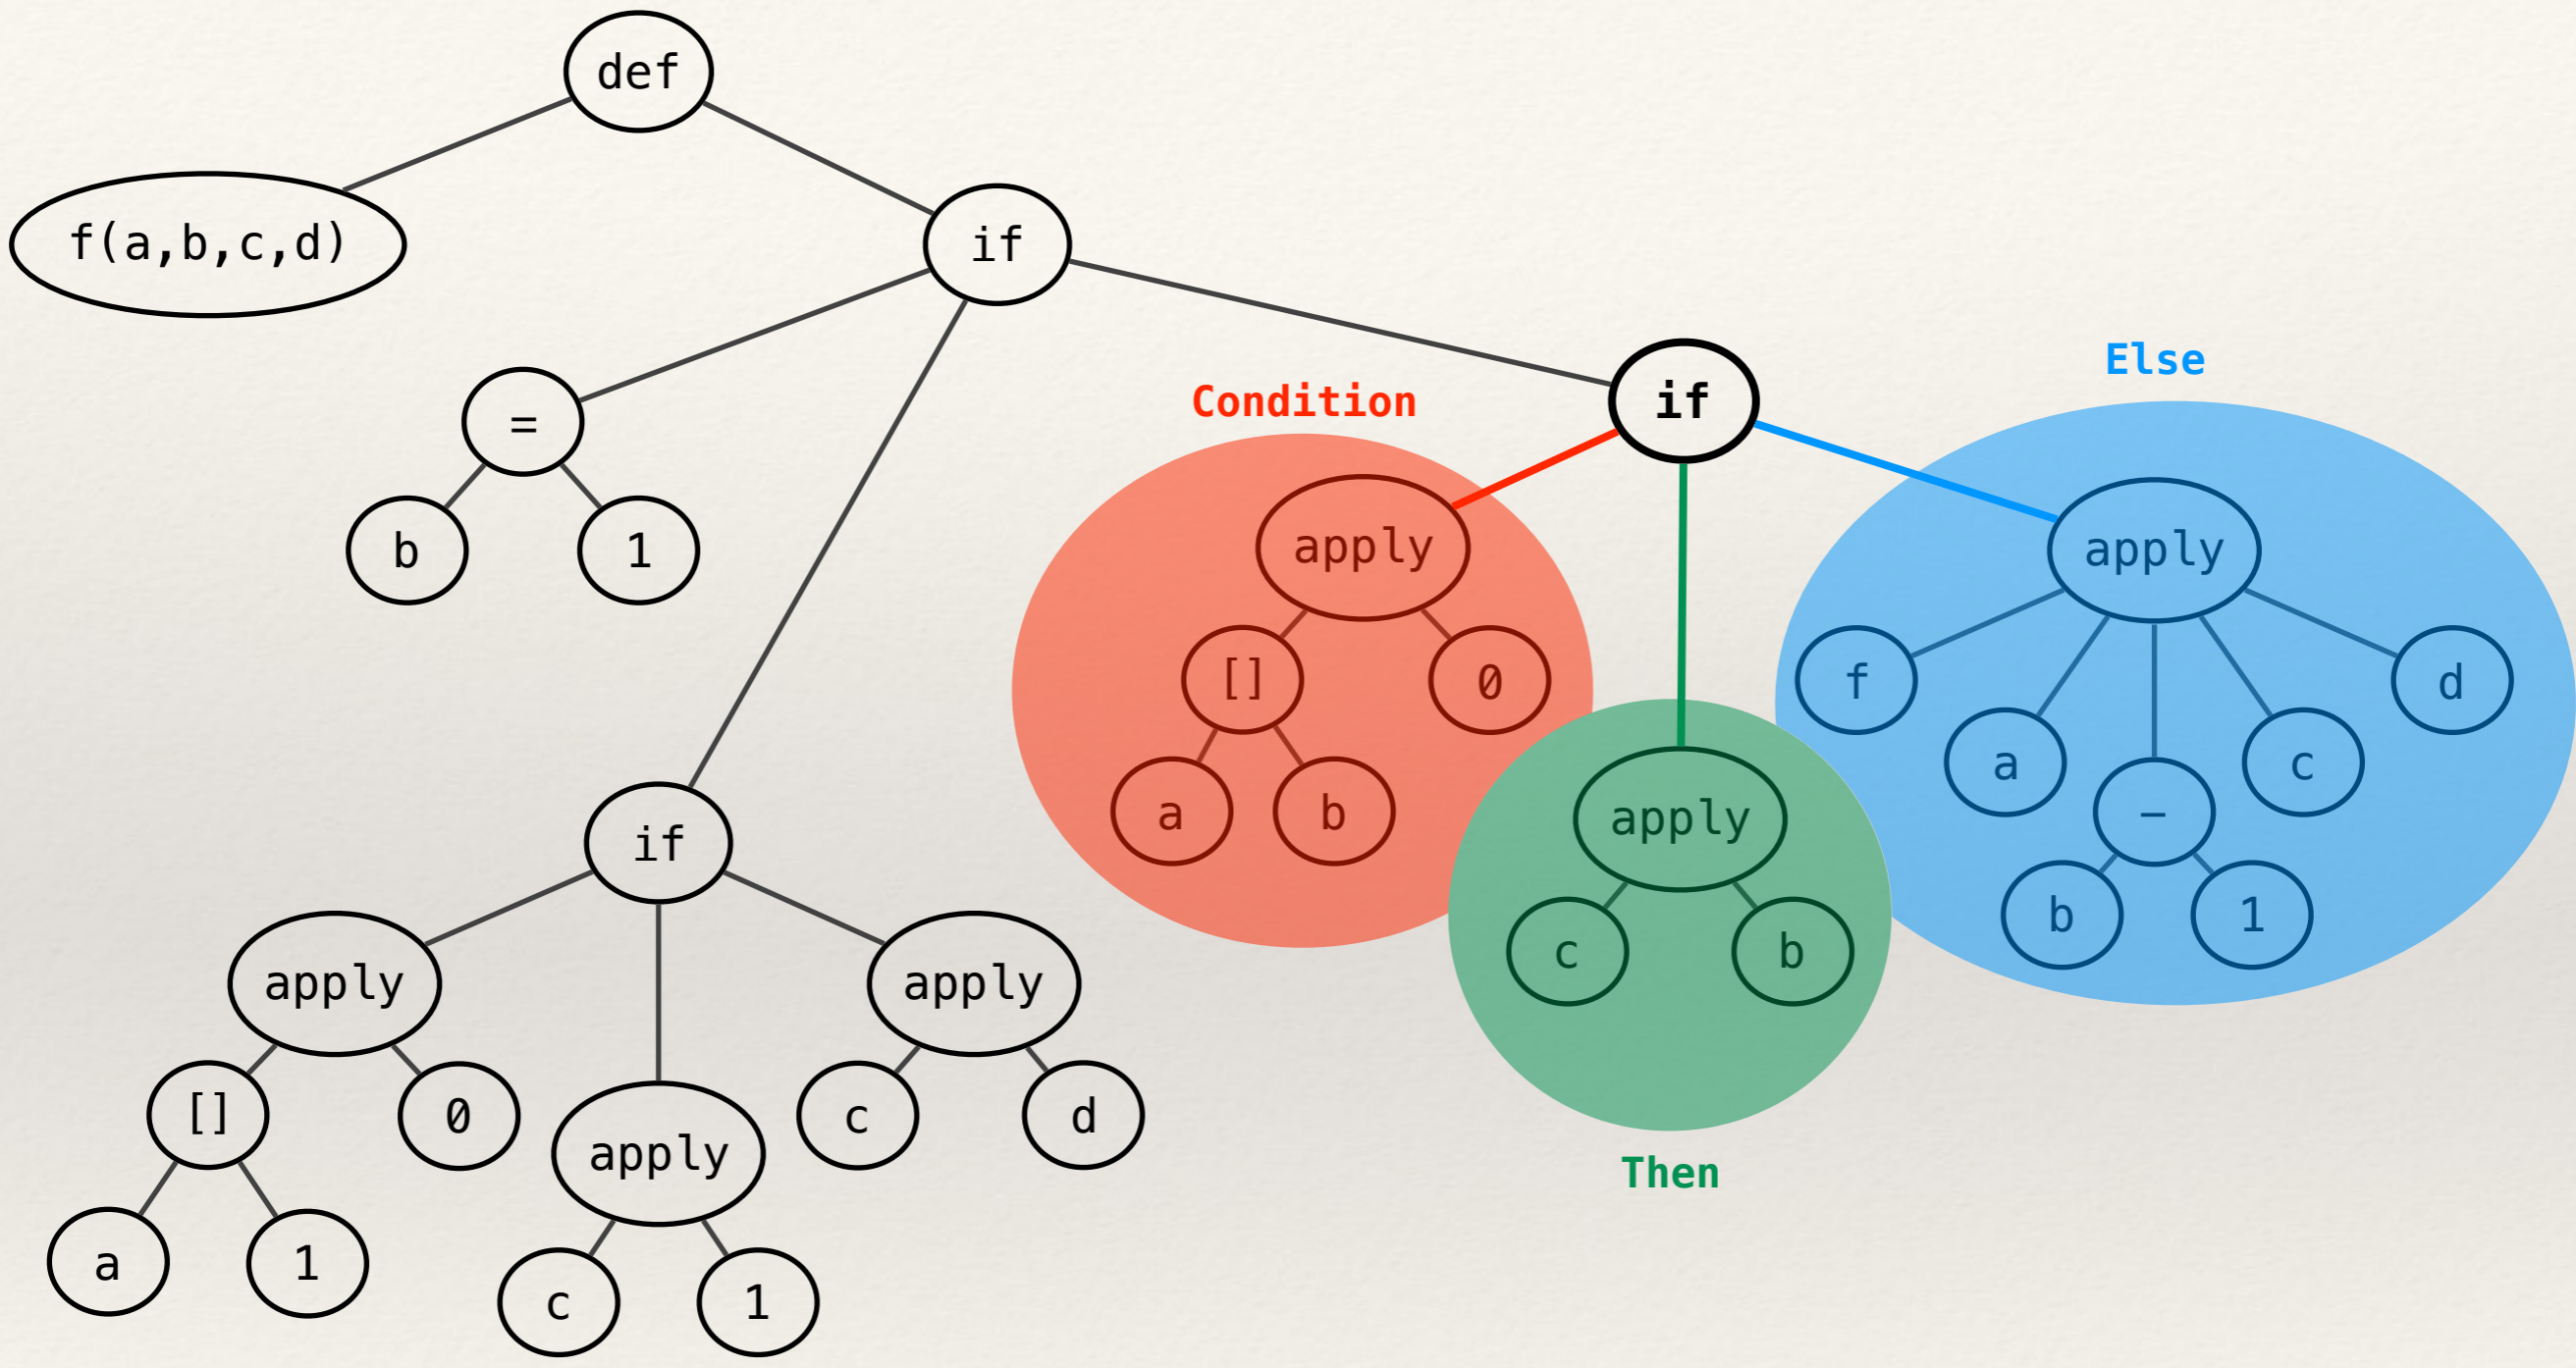 def
f(a,b,c,d)
if
if
Else
Condition
=
apply
apply
b
1
[]
0
f
d
a
c
a
b
apply
–
if
c
b
b
1
apply
apply
[]
0
c
d
apply
Then
a
1
c
1